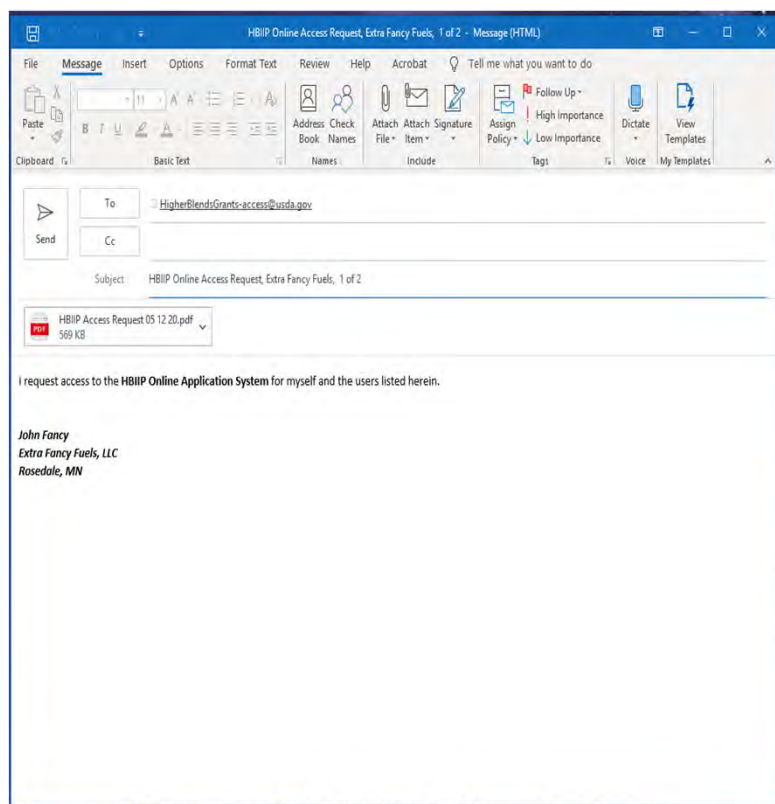 HBIIP Online Access Request, Extra Fancy Fuels, 1 of 2 - Message (HTML)
File Message Insert Options Format Text Review Help Acrobat Tell me what you want to do
Paste
Clipboard
11 A A
B I U A
Basic Text
Address Book
Check Names
Names
Attach File
Attach Item
Signature
Include
Assign Policy
Follow Up
High Importance
Low Importance
Tags
Dictate
Voice
View Templates
My Templates
Send
To
HigherBlendsGrants-access@usda.gov
Cc
Subject
HBIIP Online Access Request, Extra Fancy Fuels, 1 of 2
PDF
HBIIP Access Request 05 12 20.pdf
569 KB
I request access to the HBIIP Online Application System for myself and the users listed herein.
John Fancy
Extra Fancy Fuels, LLC
Rosedale, MN